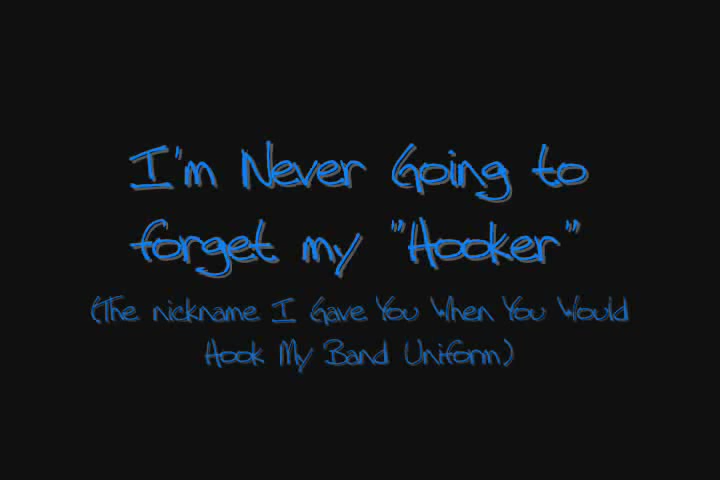 I'm Never Going to
forget my "Hooker"
(The nickname I Gave You When You Would
Hook My Band Uniform)